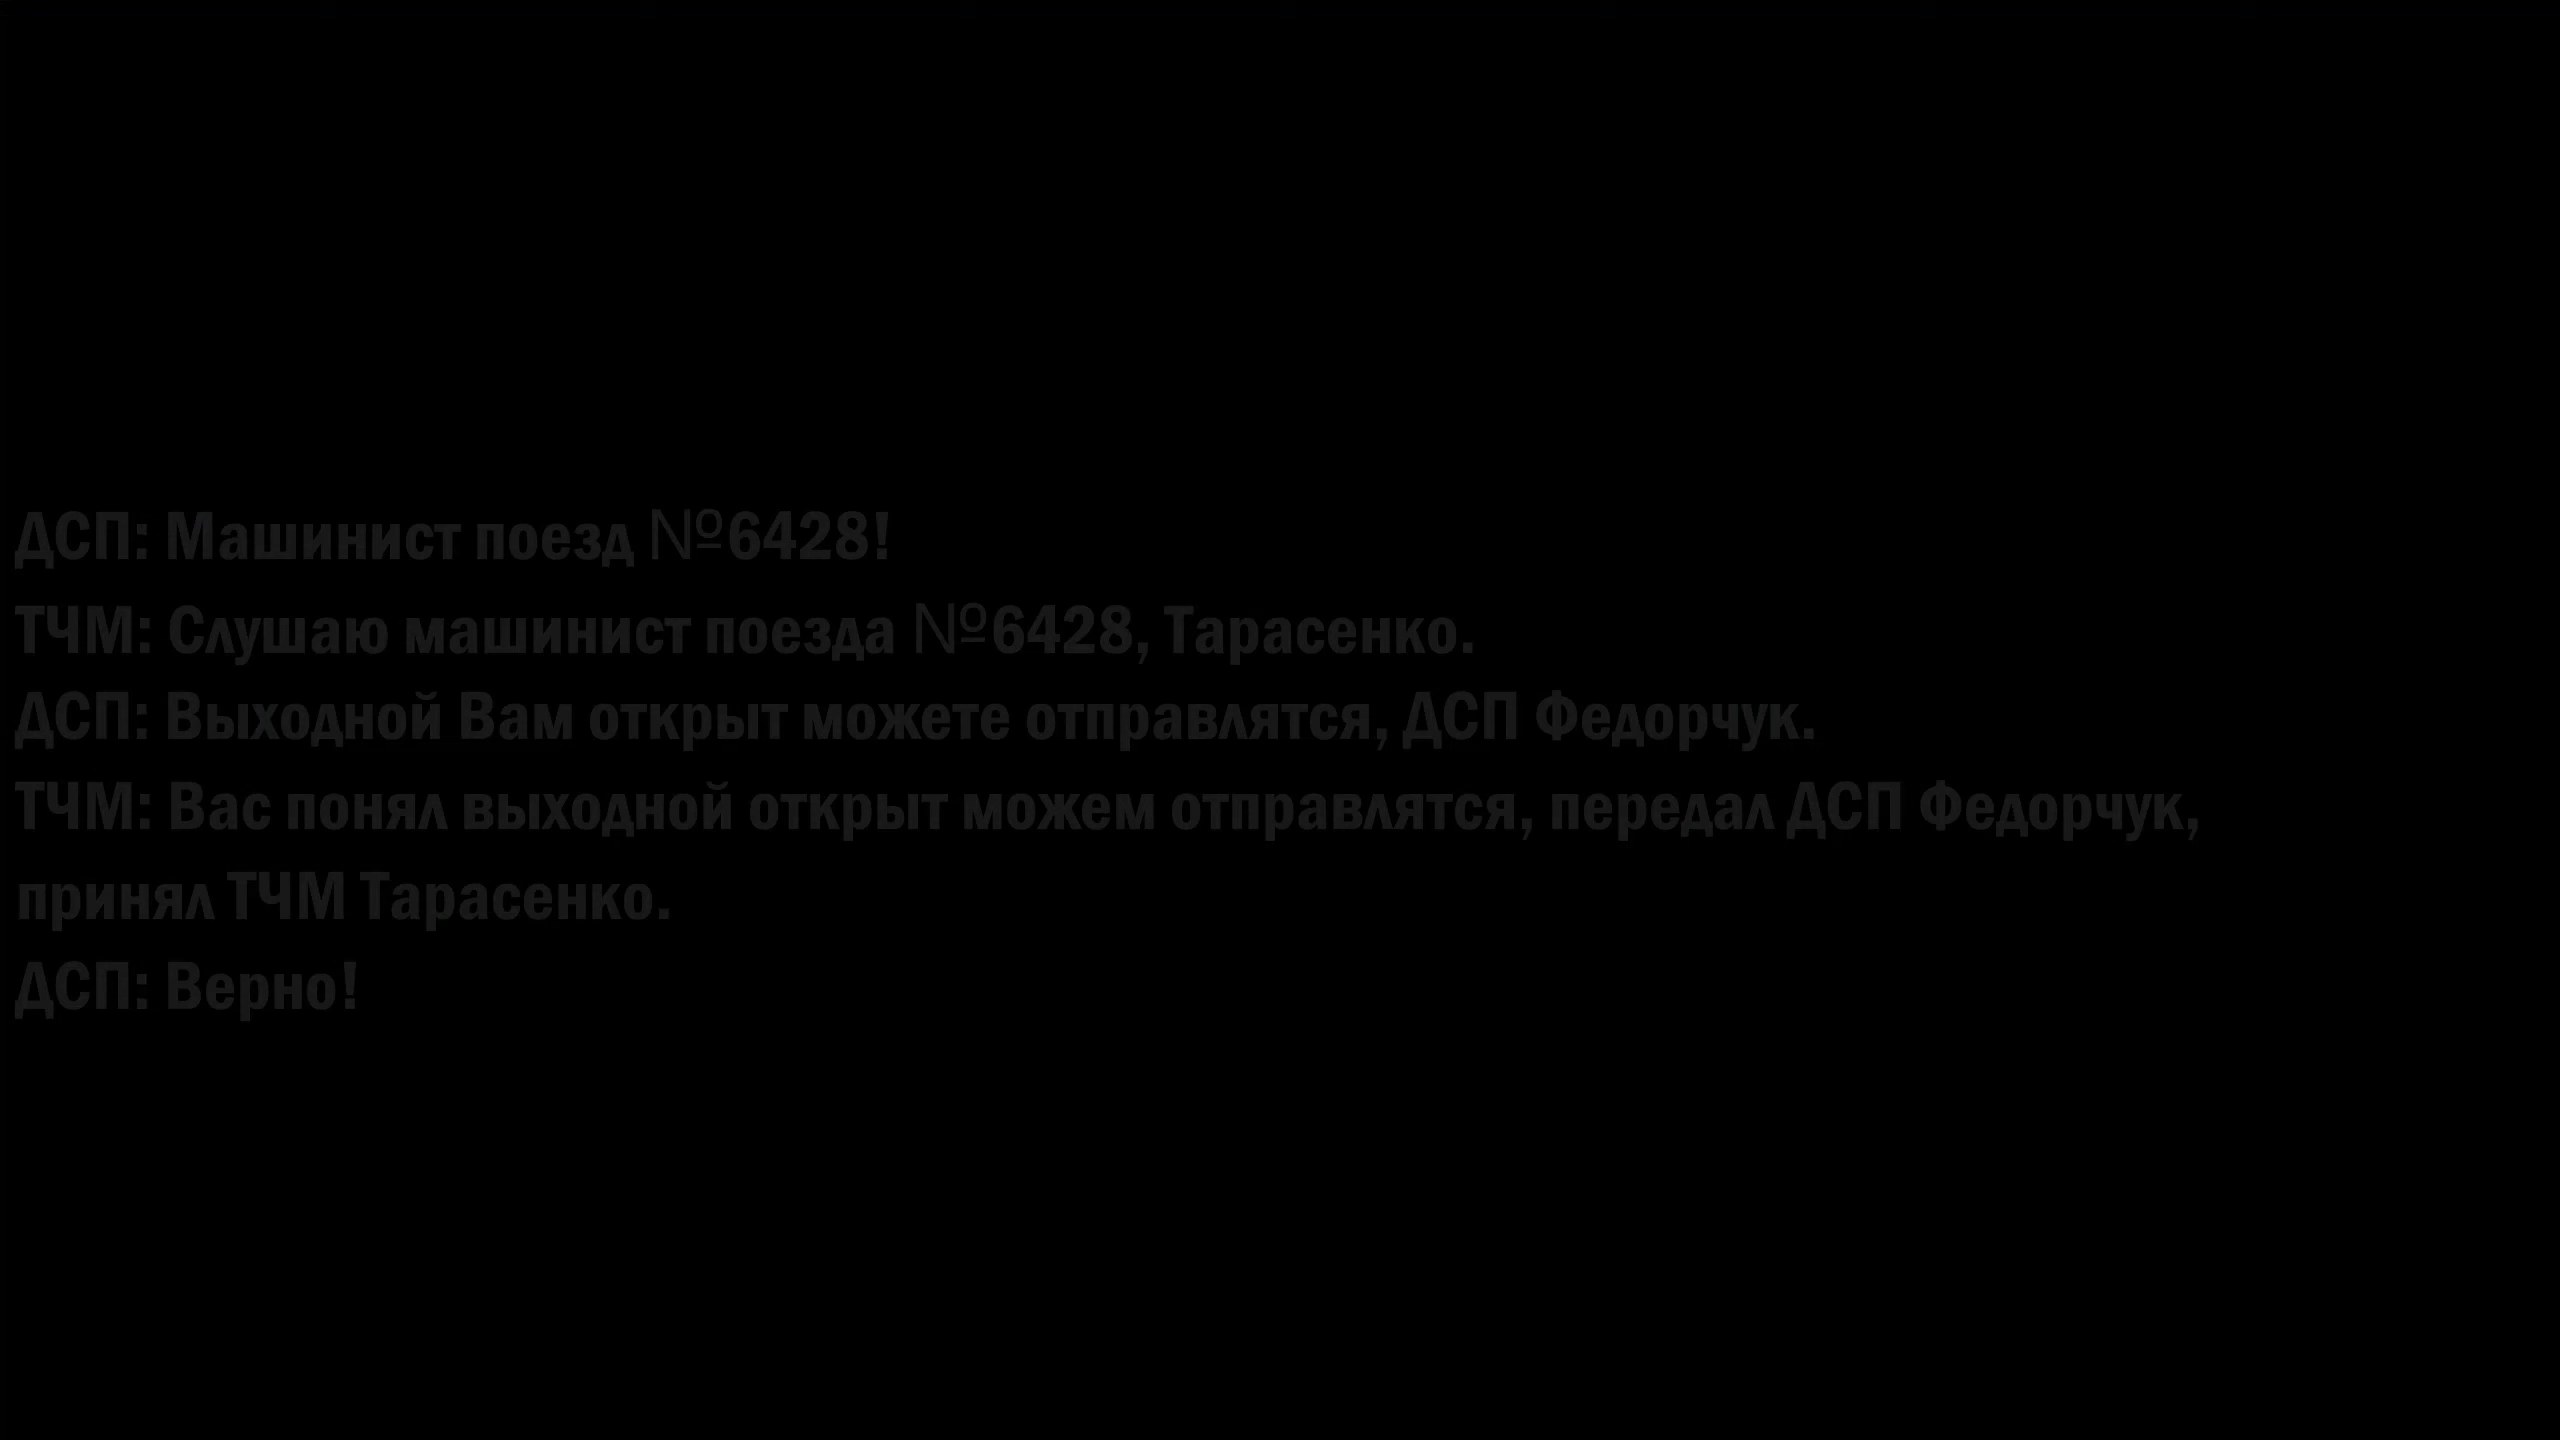 ДСП: Машинист поезд №6428!
ТЧМ: Слушаю машинист поезда №6428, Тарасенко.
ДСП: Выходной Вам открыт можете отправлятся, ДСП Федорчук.
ТЧМ: Вас понял выходной открыт можем отправлятся, передал ДСП Федорчук,
принял ТЧМ Тарасенко.
ДСП: Верно!